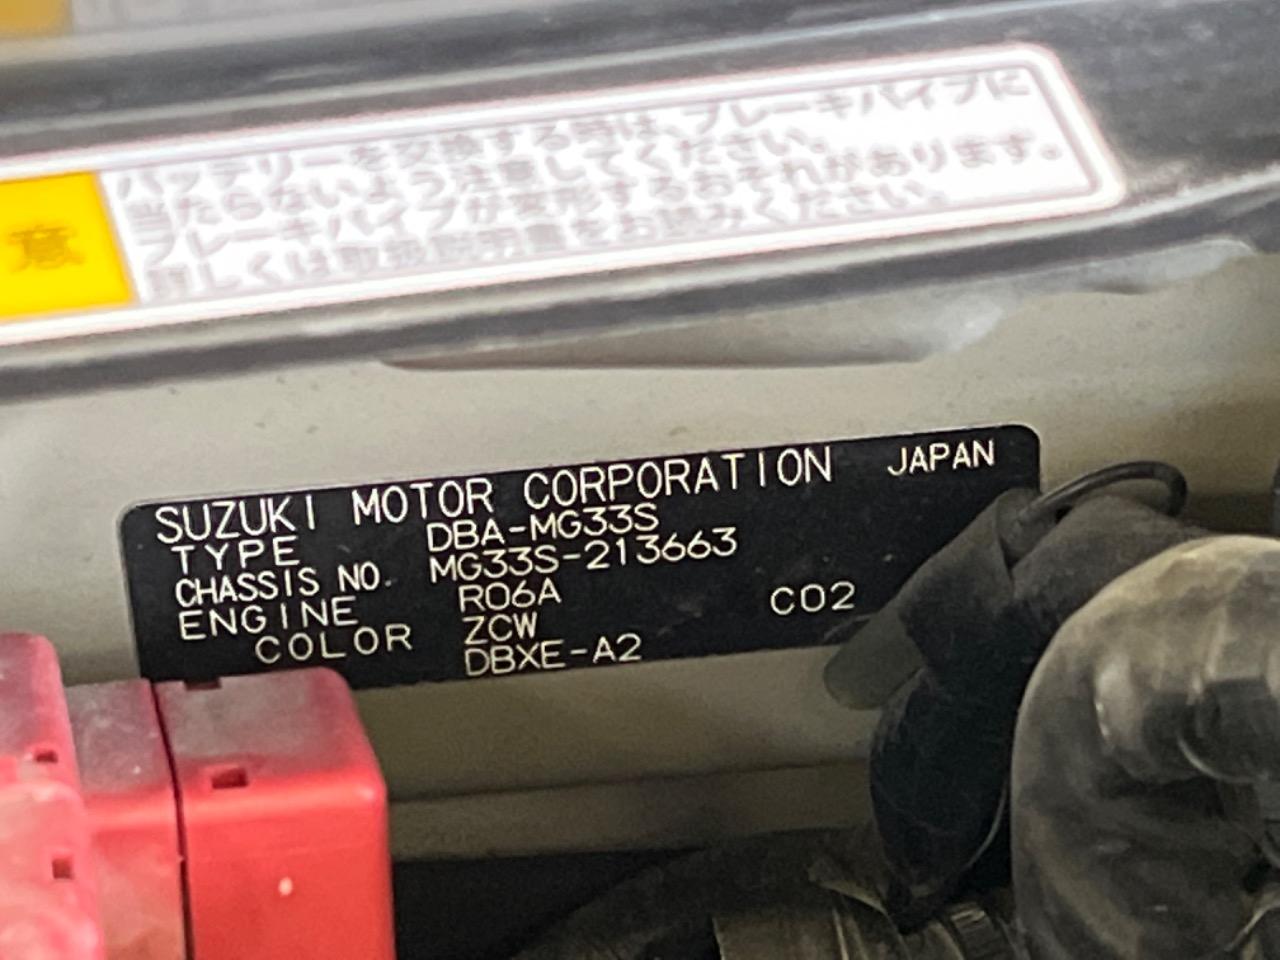 意
バッテリーを交換する時は、ブレーキパイプに
当たらないよう注意してください。
ブレーキパイプが変形するおそれがあります。
詳しくは取扱説明書をお読みください。
SUZUKI MOTOR CORPORATION JAPAN
TYPE DBA-MG33S
CHASSIS NO. MG33S-213663
ENGINE R06A
COLOR ZCW C02
DBXE-A2